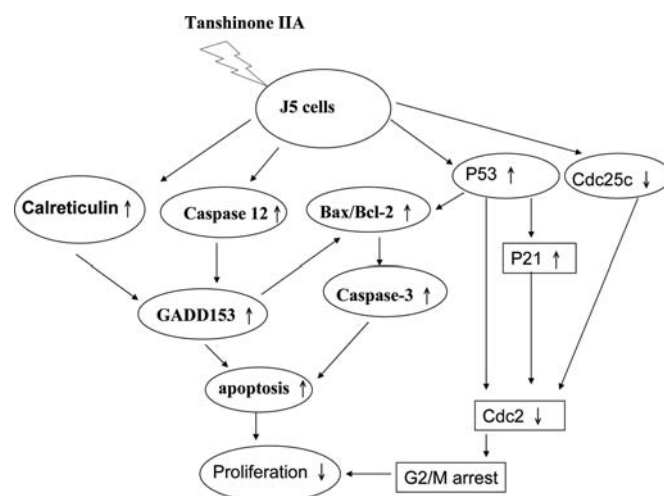 Tanshinone IIA
J5 cells
P53 ↑
Cdc25c ↓
Calreticulin ↑
Caspase 12 ↑
Bax/Bcl-2 ↑
P21 ↑
GADD153 ↑
Caspase-3 ↑
apoptosis ↑
Cdc2 ↓
Proliferation ↓
G2/M arrest